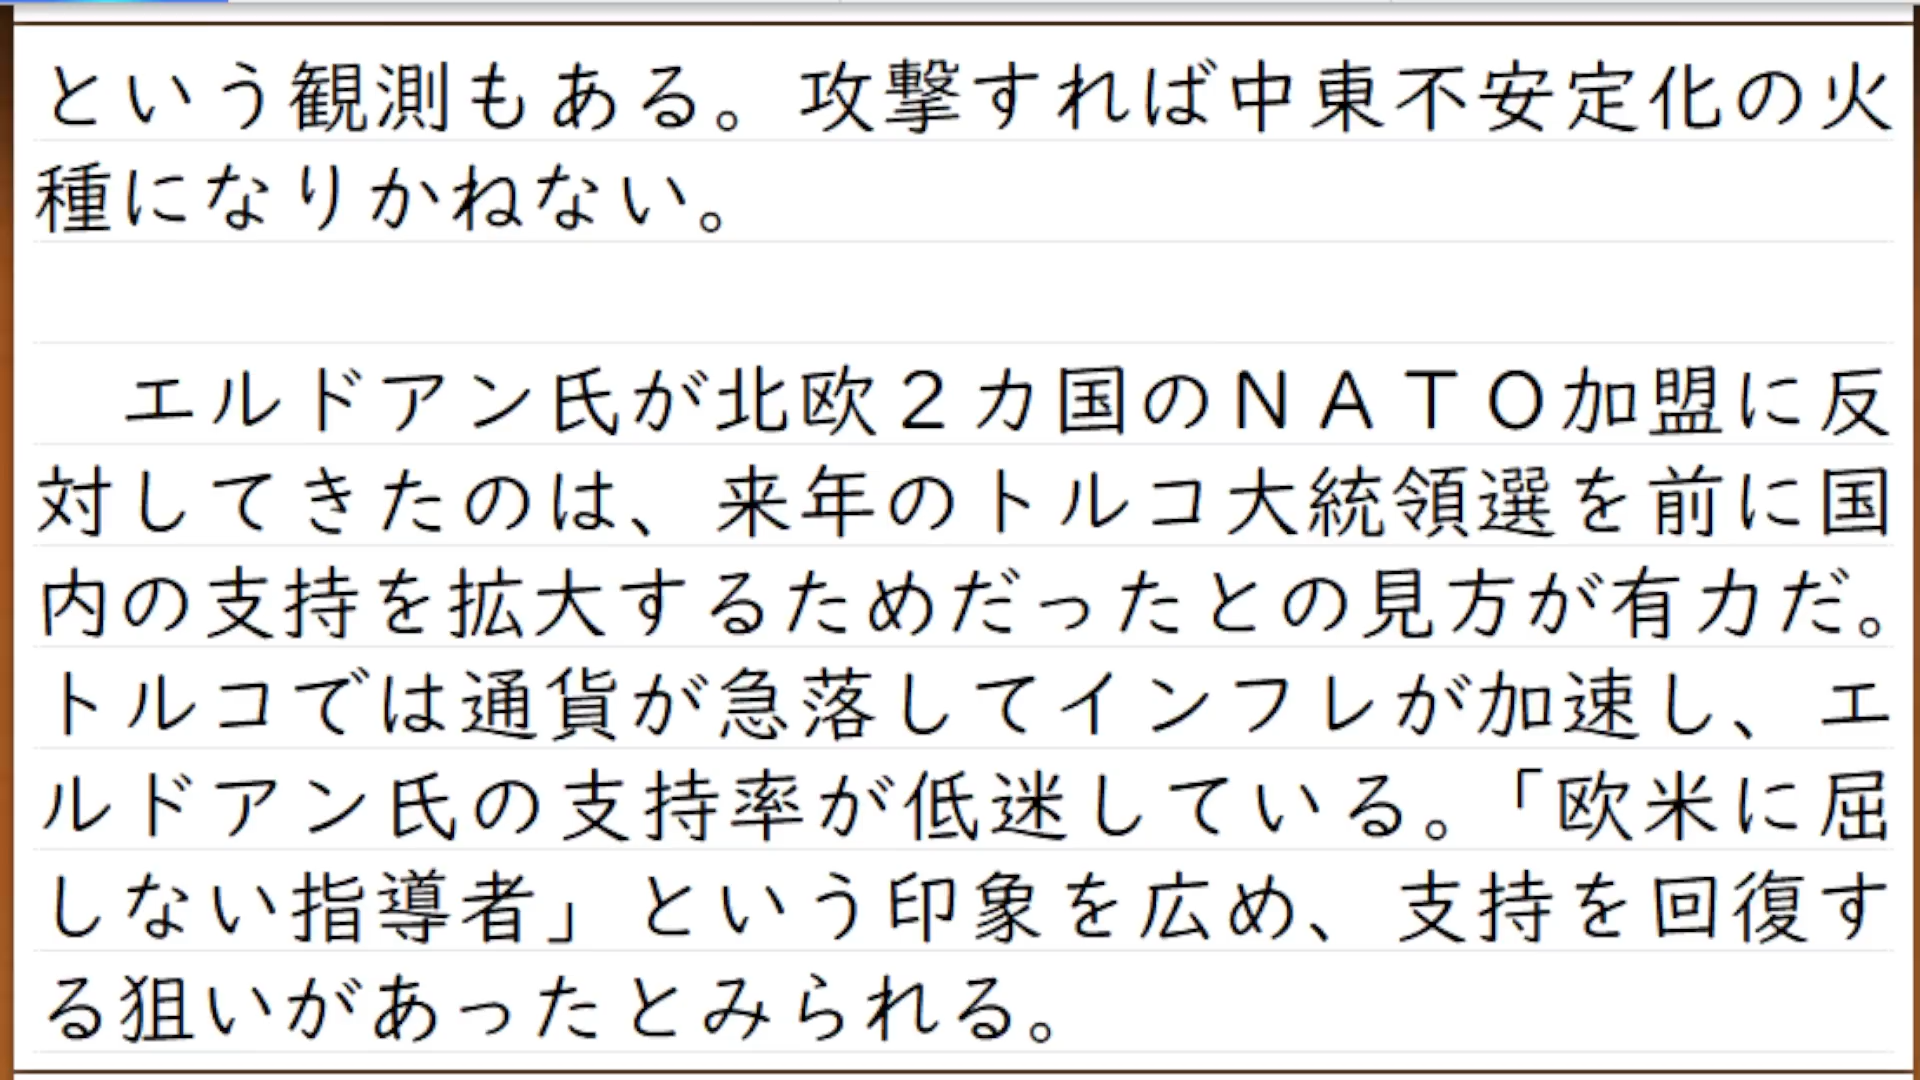 という観測もある。攻撃すれば中東不安定化の火
種になりかねない。
　エルドアン氏が北欧２カ国のＮＡＴＯ加盟に反
対してきたのは、来年のトルコ大統領選を前に国
内の支持を拡大するためだったとの見方が有力だ。
トルコでは通貨が急落してインフレが加速し、エ
ルドアン氏の支持率が低迷している。「欧米に屈
しない指導者」という印象を広め、支持を回復す
る狙いがあったとみられる。